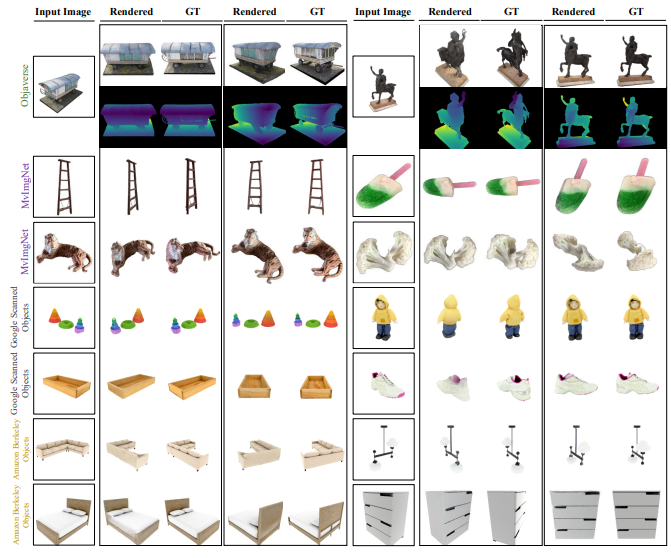 Input Image Rendered GT Rendered GT Input Image Rendered GT Rendered GT
Objaverse
MvImgNet
MvImgNet
Google Scanned
Objects
Google Scanned
Objects
Amazon Berkeley
Objects
Amazon Berkeley
Objects